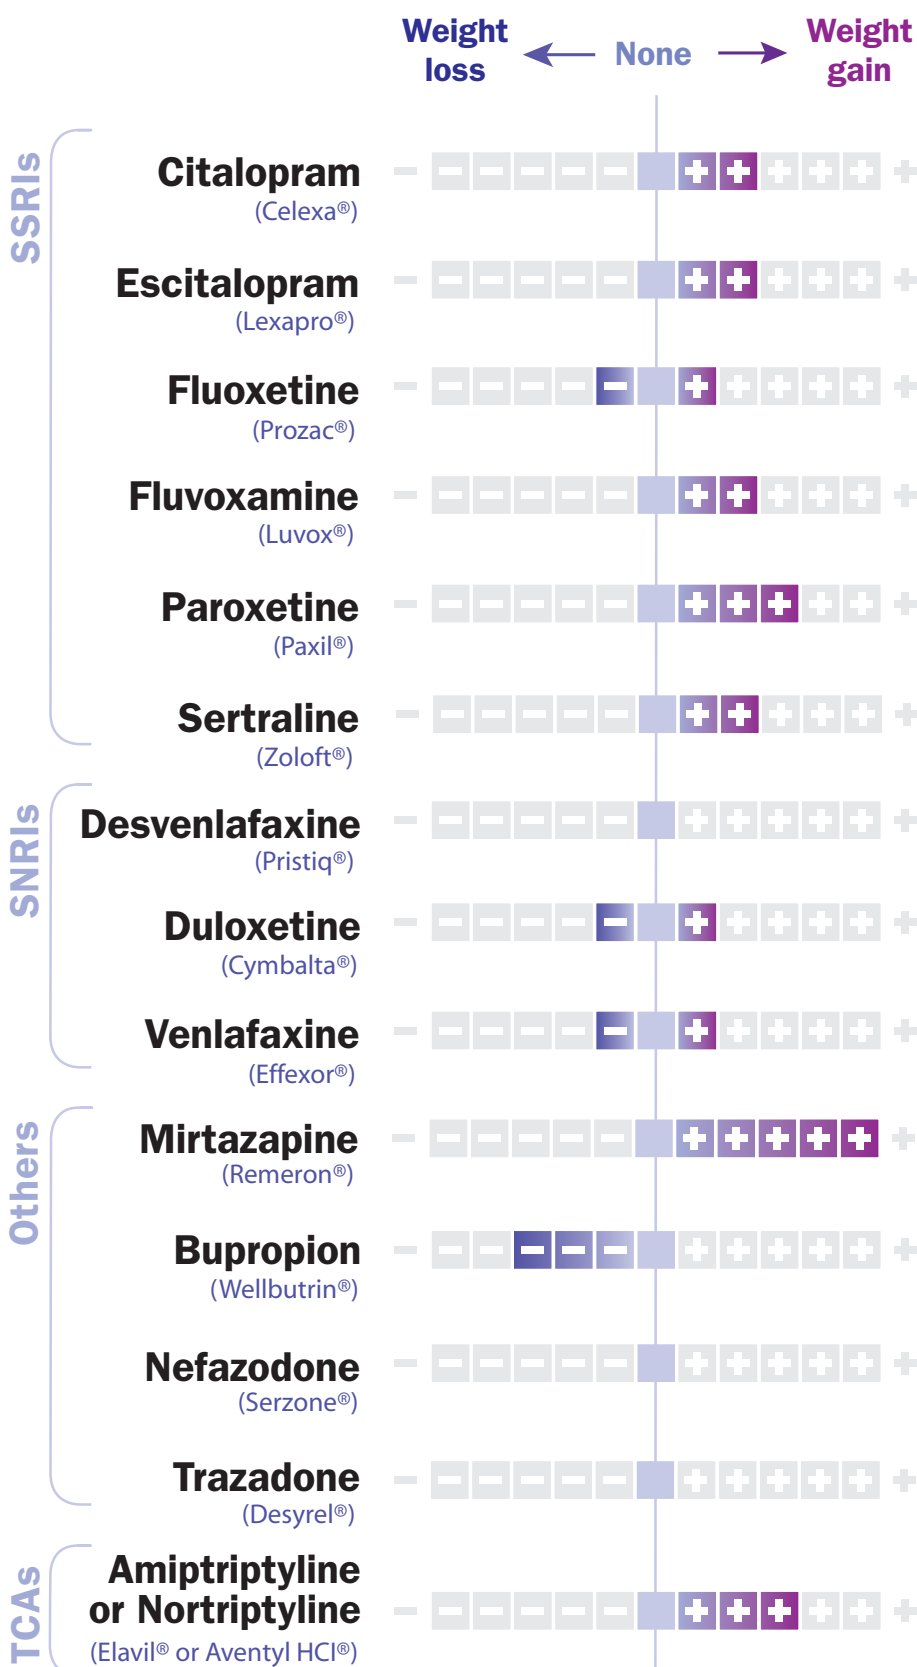 Weight loss
None
Weight gain
SSRIs
Citalopram
(Celexa®)
Escitalopram
(Lexapro®)
Fluoxetine
(Prozac®)
Fluvoxamine
(Luvox®)
Paroxetine
(Paxil®)
Sertraline
(Zoloft®)
SNRIs
Desvenlafaxine
(Pristiq®)
Duloxetine
(Cymbalta®)
Venlafaxine
(Effexor®)
Others
Mirtazapine
(Remeron®)
Bupropion
(Wellbutrin®)
Nefazodone
(Serzone®)
Trazadone
(Desyrel®)
TCAs
Amiptriptyline
or Nortriptyline
(Elavil® or Aventyl HCI®)